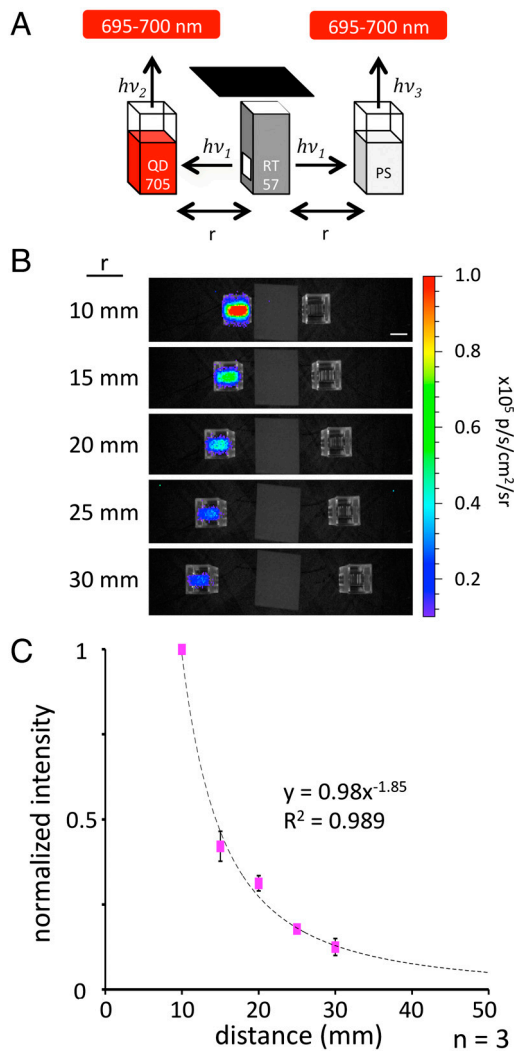 A
695-700 nm
695-700 nm
hν2
hν3
hν1
hν1
QD
705
RT
57
PS
r
r
B
r
10 mm
15 mm
20 mm
25 mm
30 mm
1.0
0.8
0.6
0.4
0.2
x10⁵ p/s/cm²/sr
C
1
0.5
0
normalized intensity
y = 0.98x⁻¹·⁸⁵
R² = 0.989
0
10
20
30
40
50
distance (mm)
n = 3